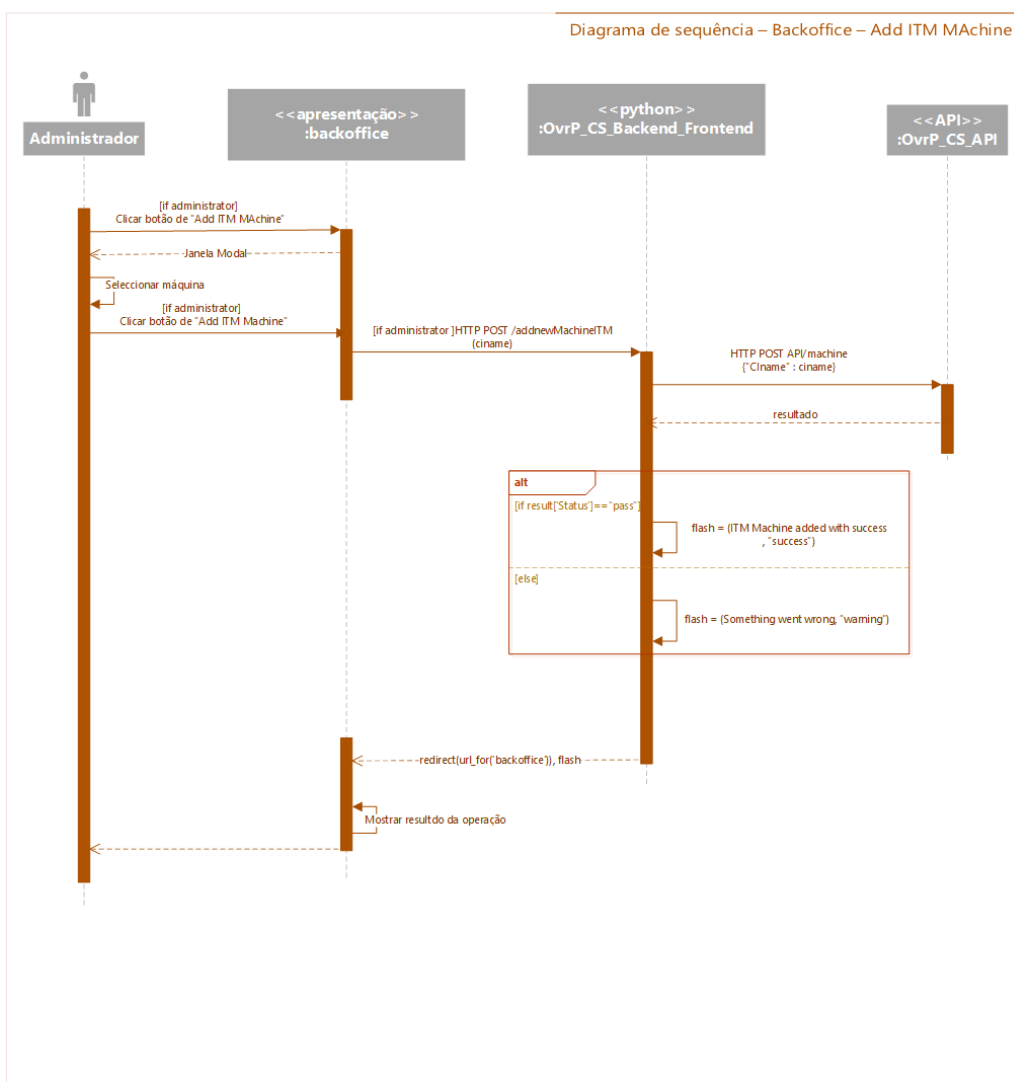 Diagrama de sequência – Backoffice – Add ITM MAchine
Administrador
<<apresentação>>
:backoffice
<<python>>
:OvrP_CS_Backend_Frontend
<<API>>
:OvrP_CS_API
[if administrator]
Clicar botão de "Add ITM MAchine"
Janela Modal
Seleccionar máquina
[if administrator]
Clicar botão de "Add ITM Machine"
[if administrator ]HTTP POST /addnewMachineITM
(ciname)
HTTP POST API/machine
{"CIname" : ciname}
resultado
alt
[if result['Status']=="pass"]
flash = (ITM Machine added with success
, "success")
[else]
flash = (Something went wrong, "warning")
redirect(url_for('backoffice')), flash
Mostrar resultdo da operação